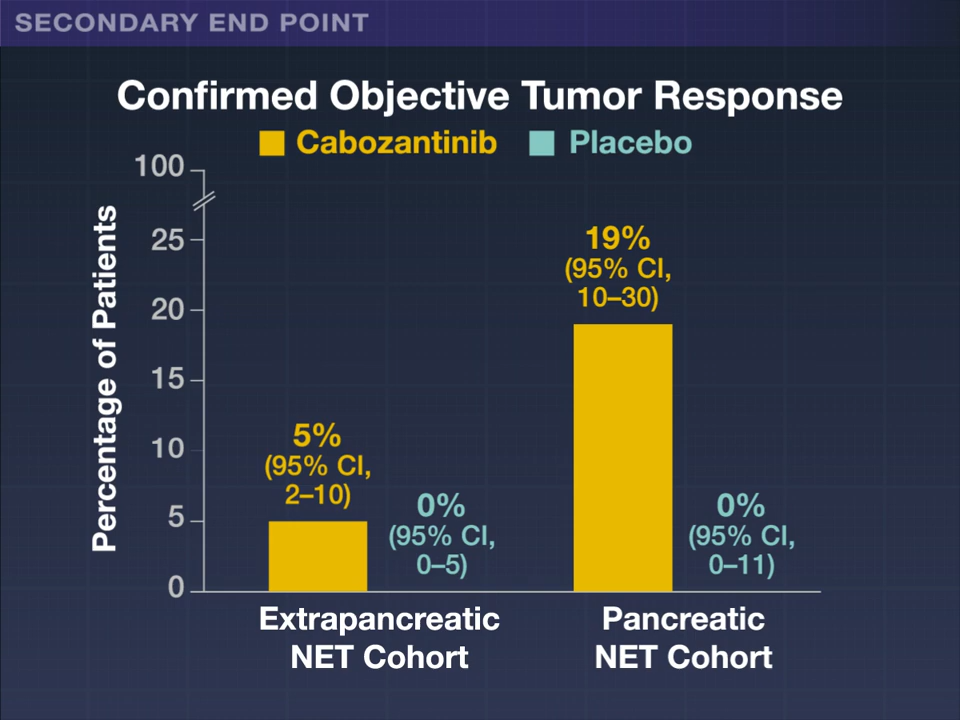 SECONDARY END POINT
Confirmed Objective Tumor Response
Cabozantinib Placebo
Percentage of Patients
100
25
20
15
10
5
0
5%
(95% CI,
2–10)
0%
(95% CI,
0–5)
19%
(95% CI,
10–30)
0%
(95% CI,
0–11)
Extrapancreatic
NET Cohort
Pancreatic
NET Cohort